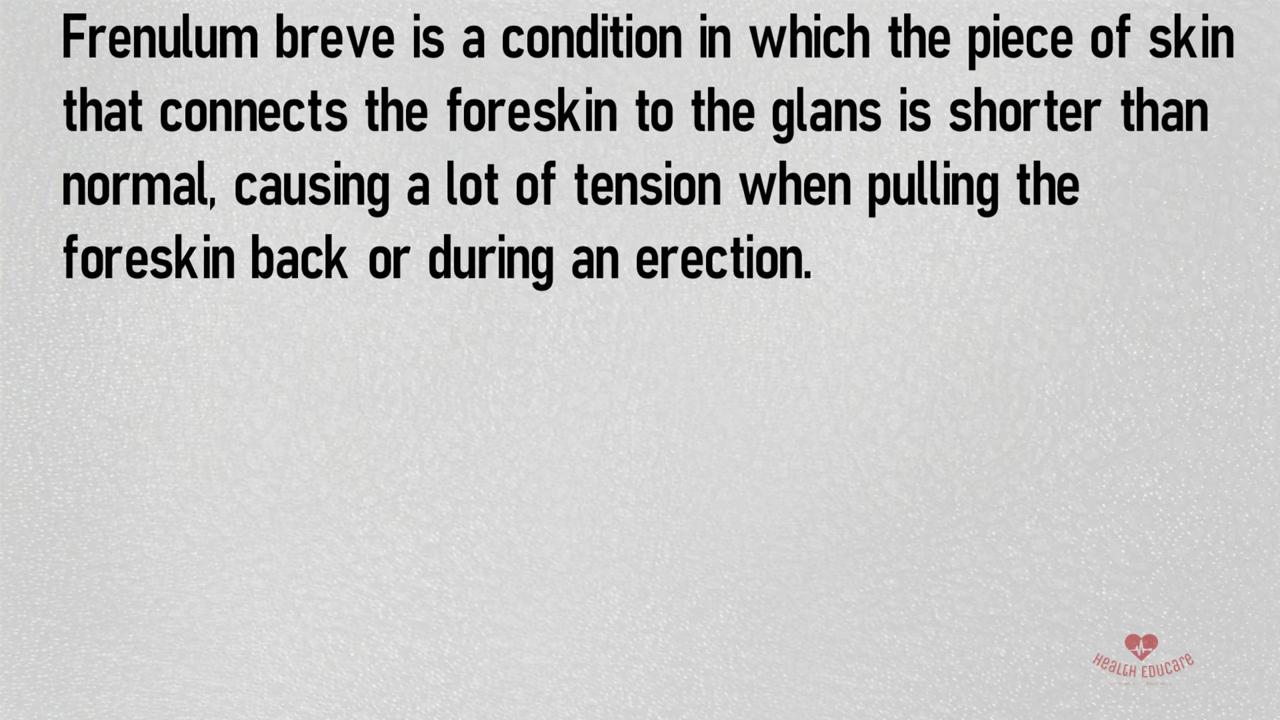 Frenulum breve is a condition in which the piece of skin
that connects the foreskin to the glans is shorter than
normal, causing a lot of tension when pulling the
foreskin back or during an erection.
HEALTH EDUCARE